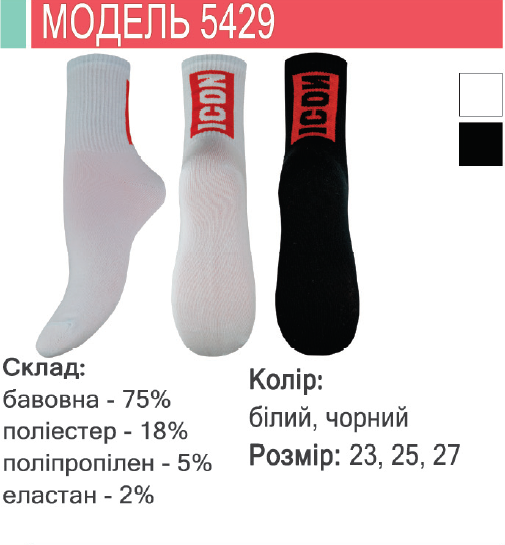 МОДЕЛЬ 5429
ICON
ICON
Склад:
бавовна - 75%
поліестер - 18%
поліпропілен - 5%
еластан - 2%
Колір:
білий, чорний
Розмір: 23, 25, 27